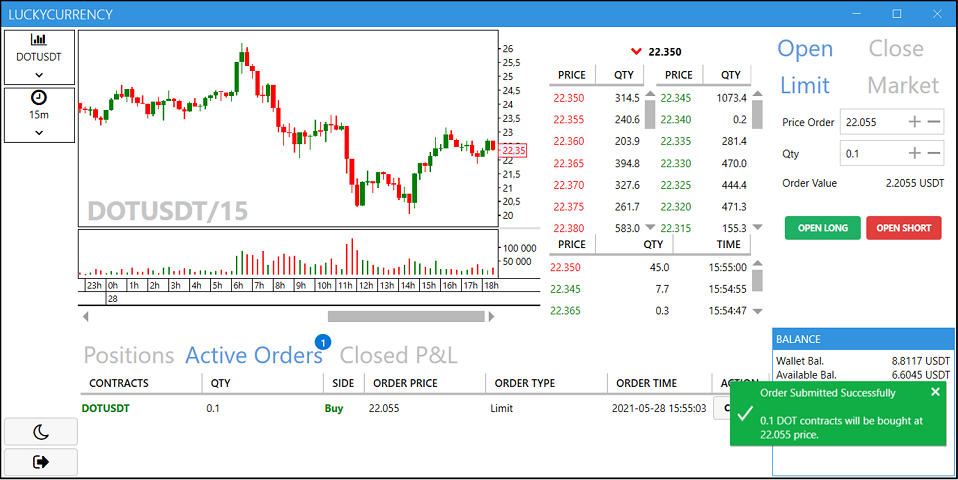 LUCKYCURRENCY
DOTUSDT
15m
DOTUSDT/15
26
25,5
25
24,5
24
23,5
23
22,5
22.35
22
21,5
21
20,5
20
100 000
50 000
23h 0h 1h 2h 3h 4h 5h 6h 7h 8h 9h 10h 11h 12h 13h 14h 15h 16h 17h 18h
28
22.350
PRICE QTY PRICE QTY
22.350 314.5 22.345 1073.4
22.355 240.6 22.340 0.2
22.360 203.9 22.335 281.4
22.365 394.8 22.330 470.0
22.370 327.6 22.325 444.4
22.375 261.7 22.320 471.3
22.380 583.0 22.315 155.3
PRICE QTY TIME
22.350 45.0 15:55:00
22.345 7.7 15:54:55
22.365 0.3 15:54:47
Open Close
Limit Market
Price Order 22.055
Qty 0.1
Order Value 2.2055 USDT
OPEN LONG OPEN SHORT
Positions Active Orders 1 Closed P&L
CONTRACTS QTY SIDE ORDER PRICE ORDER TYPE ORDER TIME ACTION
DOTUSDT 0.1 Buy 22.055 Limit 2021-05-28 15:55:03
BALANCE
Wallet Bal. 8.8117 USDT
Available Bal. 6.6045 USDT
Order Submitted Successfully
0.1 DOT contracts will be bought at
22.055 price.